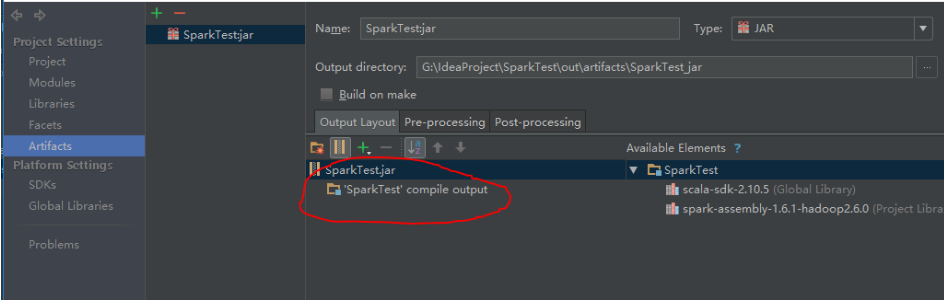 Project Settings
Project
Modules
Libraries
Facets
Artifacts
Platform Settings
SDKs
Global Libraries
Problems
SparkTest:jar
Name: SparkTest:jar Type: JAR
Output directory: G:\IdeaProject\SparkTest\out\artifacts\SparkTest_jar ...
Build on make
Output Layout Pre-processing Post-processing
Available Elements ?
SparkTest.jar
'SparkTest' compile output
SparkTest
scala-sdk-2.10.5 (Global Library)
spark-assembly-1.6.1-hadoop2.6.0 (Project Libra